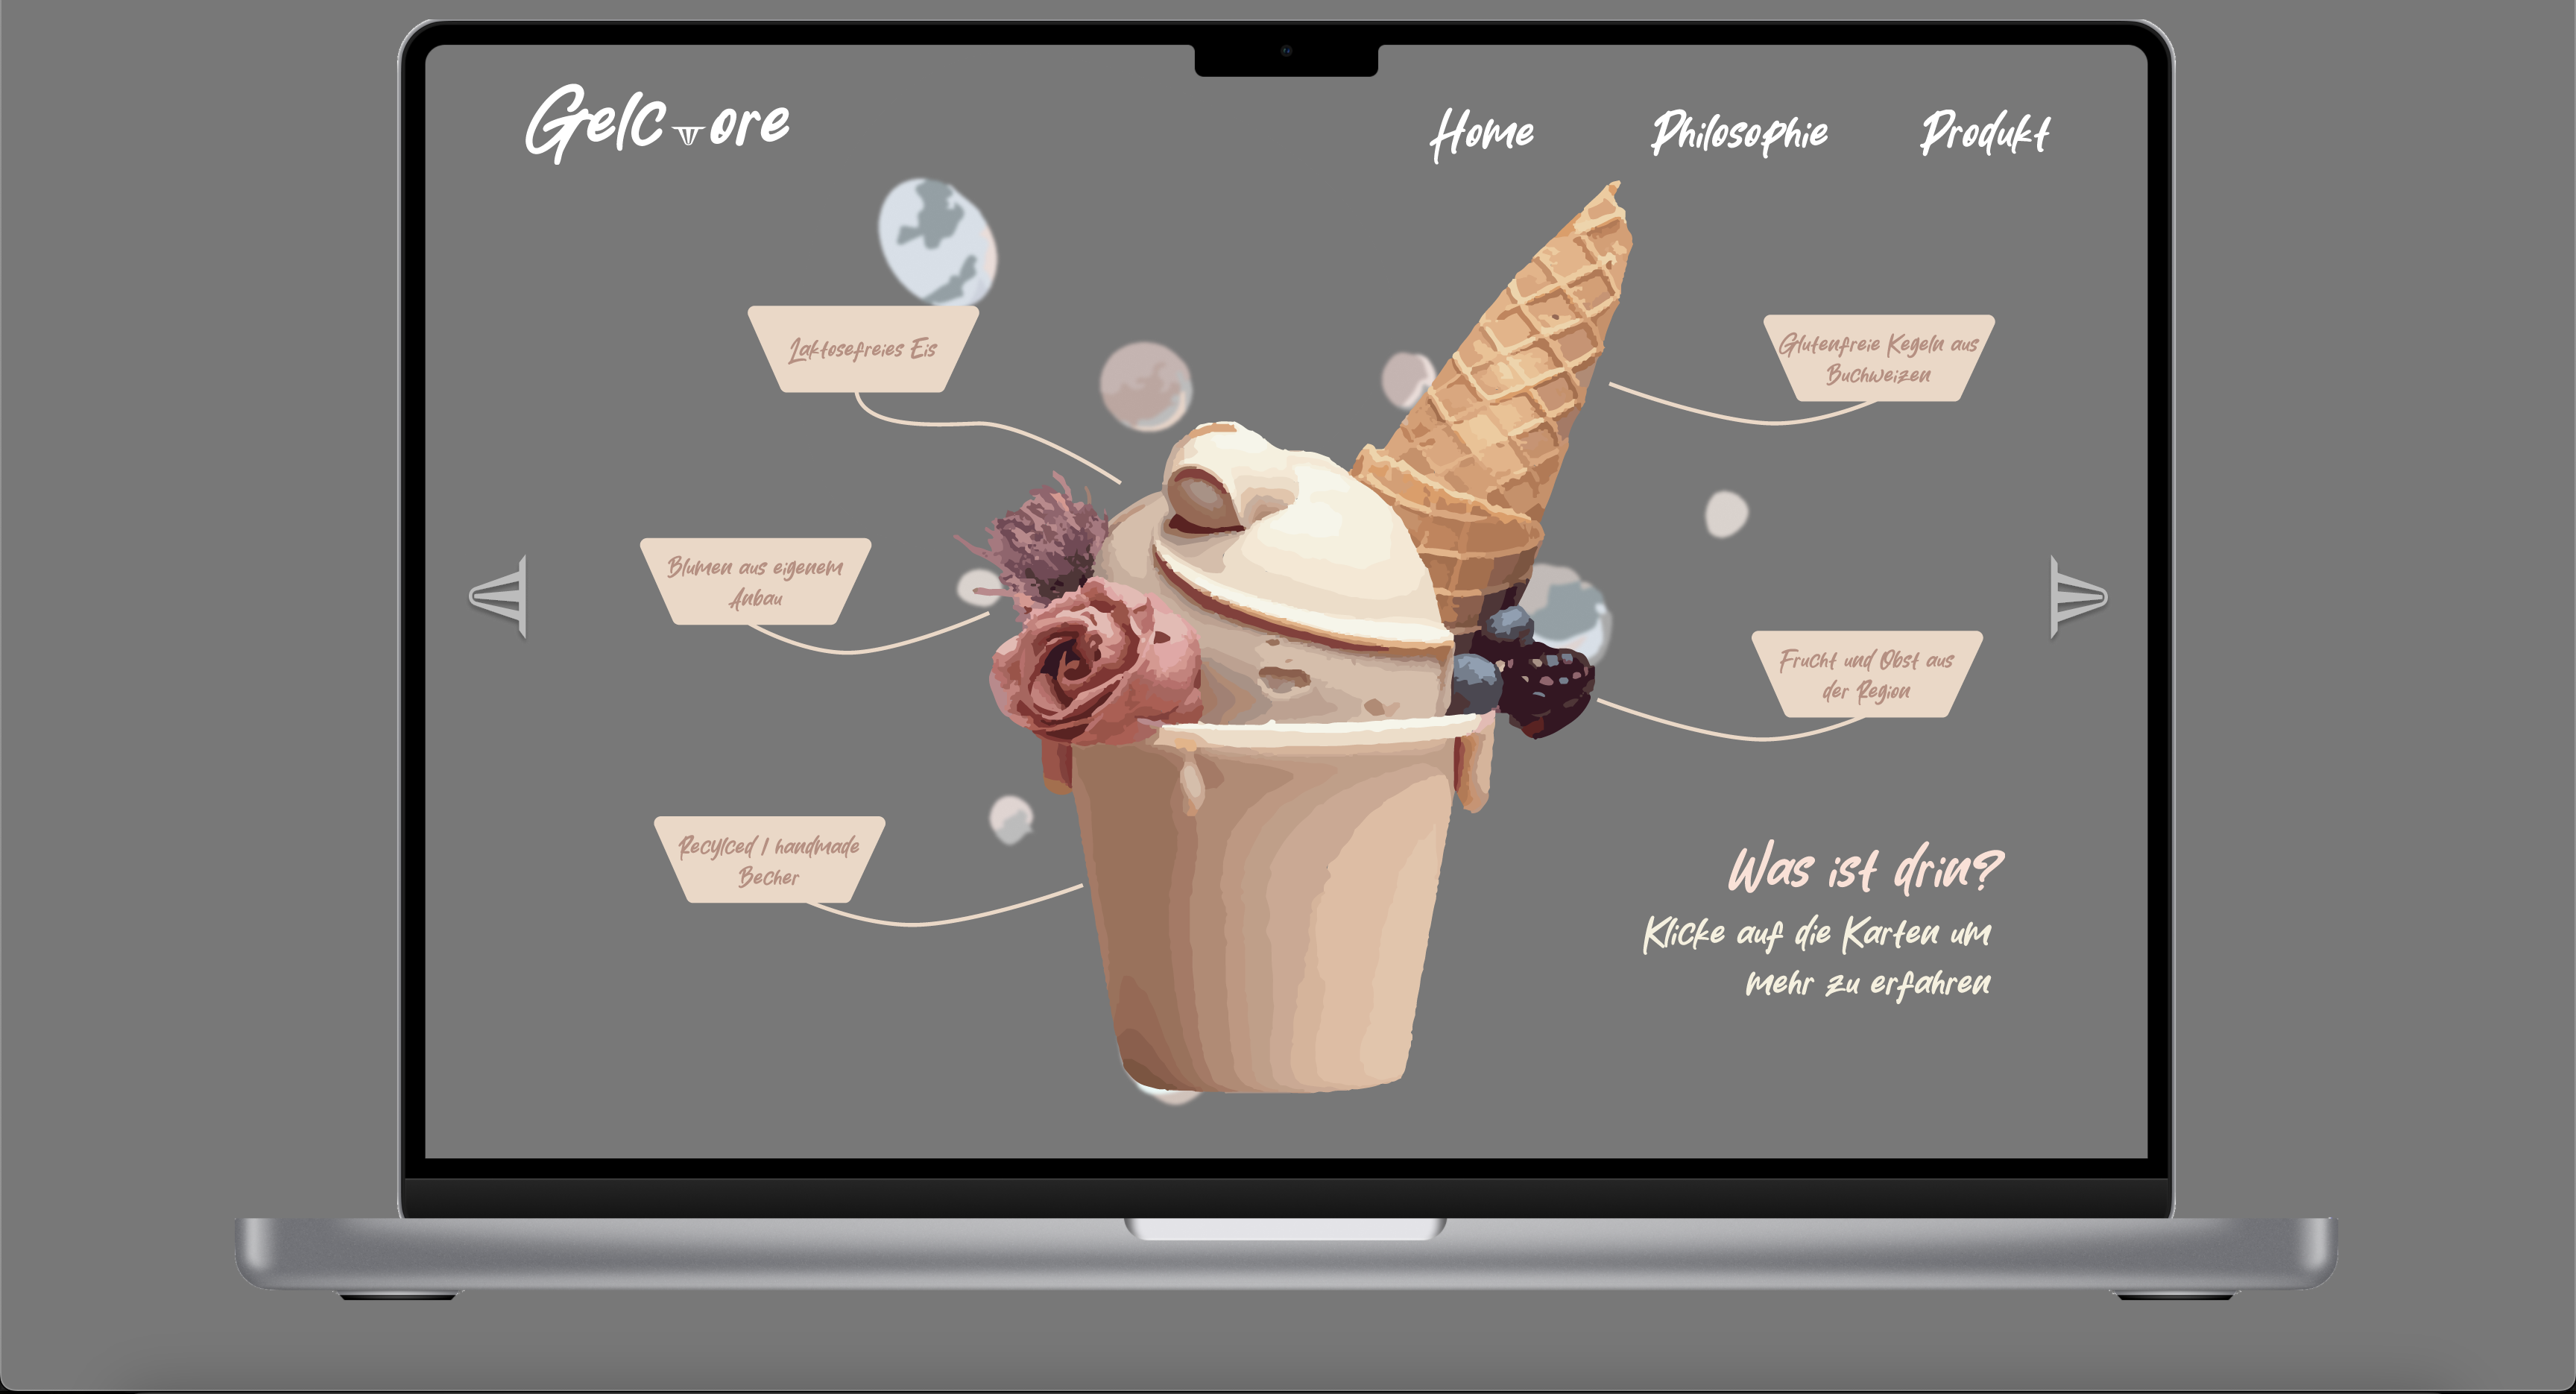 Gelc ore
Home
Philosophie
Produkt
Laktosefreies Eis
Glutenfreie Kegeln aus
Buchweizen
Blumen aus eigenem
Anbau
Frucht und Obst aus
der Region
Recylced / handmade
Becher
Was ist drin?
Klicke auf die Karten um
mehr zu erfahren